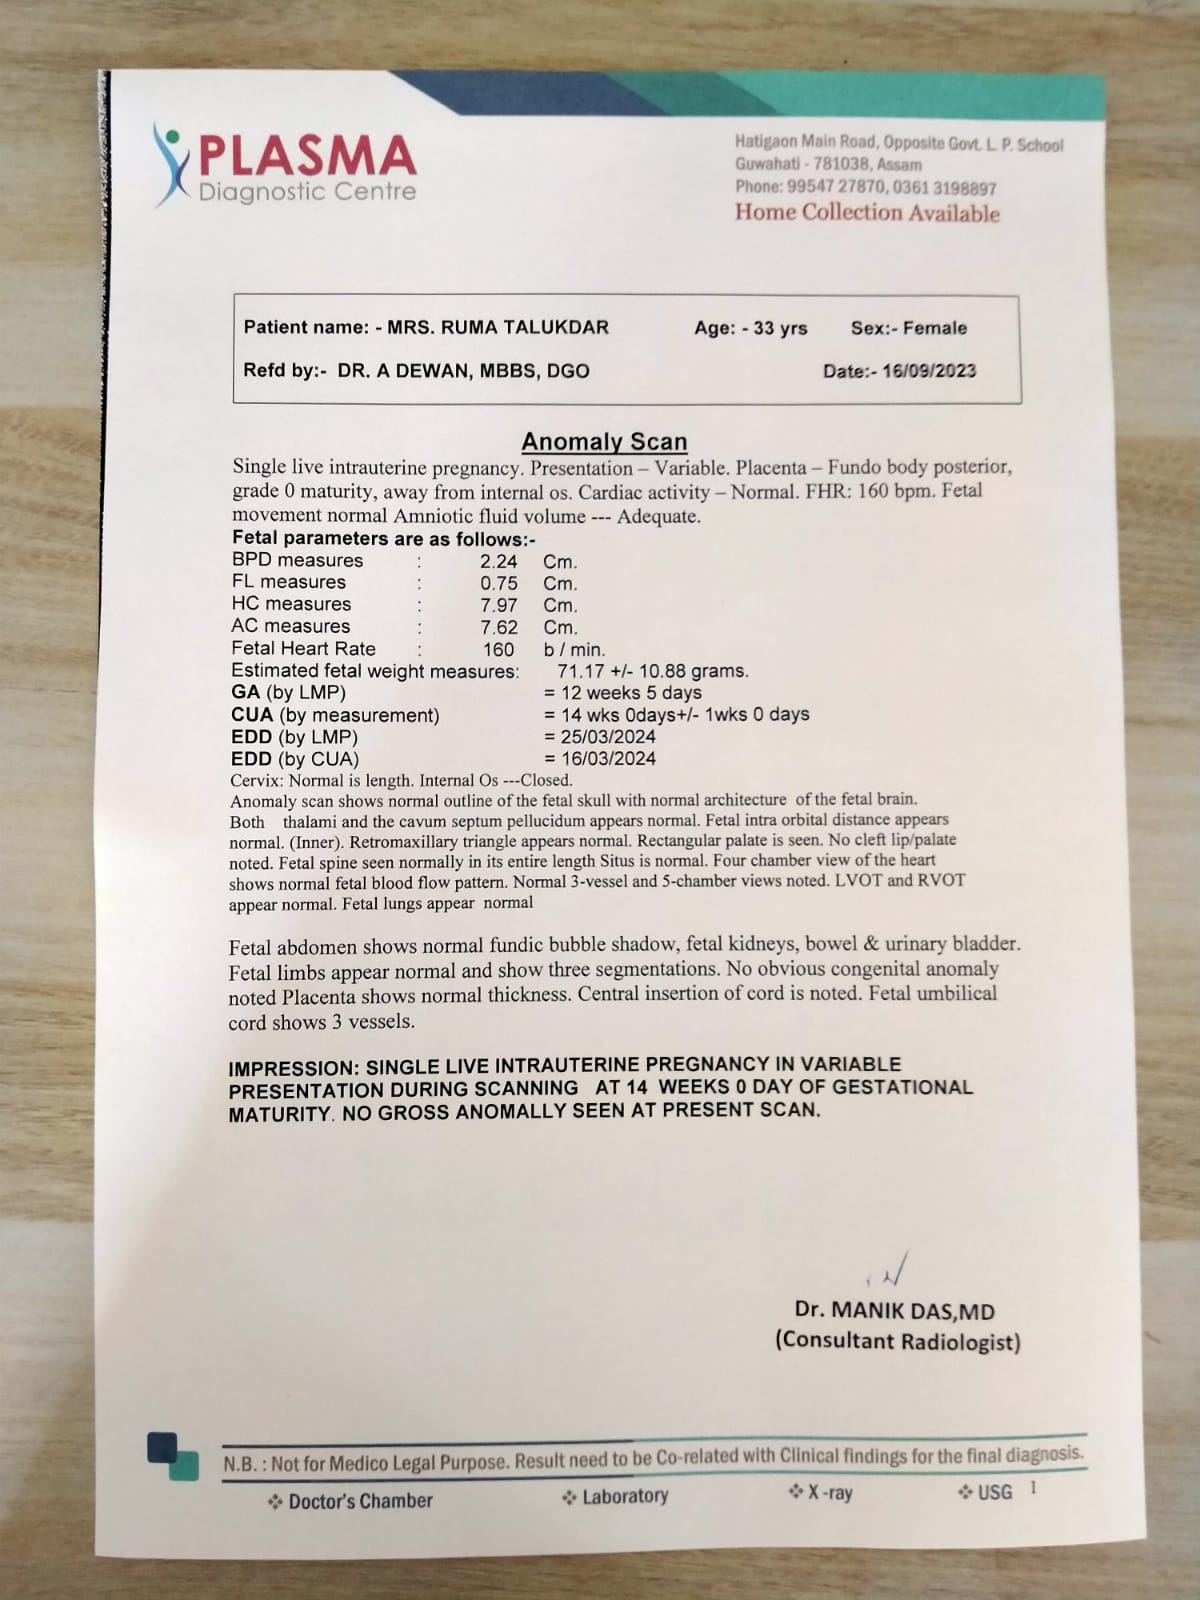 PLASMA
Diagnostic Centre
Hatigaon Main Road, Opposite Govt. L. P. School
Guwahati - 781038, Assam
Phone: 99547 27870, 0361 3198897
Home Collection Available
Patient name: - MRS. RUMA TALUKDAR Age: - 33 yrs Sex:- Female
Refd by:- DR. A DEWAN, MBBS, DGO Date:- 16/09/2023
Anomaly Scan
Single live intrauterine pregnancy. Presentation – Variable. Placenta – Fundo body posterior,
grade 0 maturity, away from internal os. Cardiac activity – Normal. FHR: 160 bpm. Fetal
movement normal Amniotic fluid volume --- Adequate.
Fetal parameters are as follows:-
BPD measures : 2.24 Cm.
FL measures : 0.75 Cm.
HC measures : 7.97 Cm.
AC measures : 7.62 Cm.
Fetal Heart Rate : 160 b / min.
Estimated fetal weight measures: 71.17 +/- 10.88 grams.
GA (by LMP) = 12 weeks 5 days
CUA (by measurement) = 14 wks 0days+/- 1wks 0 days
EDD (by LMP) = 25/03/2024
EDD (by CUA) = 16/03/2024
Cervix: Normal is length. Internal Os ---Closed.
Anomaly scan shows normal outline of the fetal skull with normal architecture of the fetal brain.
Both thalami and the cavum septum pellucidum appears normal. Fetal intra orbital distance appears
normal. (Inner). Retromaxillary triangle appears normal. Rectangular palate is seen. No cleft lip/palate
noted. Fetal spine seen normally in its entire length Situs is normal. Four chamber view of the heart
shows normal fetal blood flow pattern. Normal 3-vessel and 5-chamber views noted. LVOT and RVOT
appear normal. Fetal lungs appear normal
Fetal abdomen shows normal fundic bubble shadow, fetal kidneys, bowel & urinary bladder.
Fetal limbs appear normal and show three segmentations. No obvious congenital anomaly
noted Placenta shows normal thickness. Central insertion of cord is noted. Fetal umbilical
cord shows 3 vessels.
IMPRESSION: SINGLE LIVE INTRAUTERINE PREGNANCY IN VARIABLE
PRESENTATION DURING SCANNING AT 14 WEEKS 0 DAY OF GESTATIONAL
MATURITY. NO GROSS ANOMALLY SEEN AT PRESENT SCAN.
Dr. MANIK DAS,MD
(Consultant Radiologist)
N.B. : Not for Medico Legal Purpose. Result need to be Co-related with Clinical findings for the final diagnosis.
❖ Doctor's Chamber ❖ Laboratory ❖ X -ray ❖ USG 1